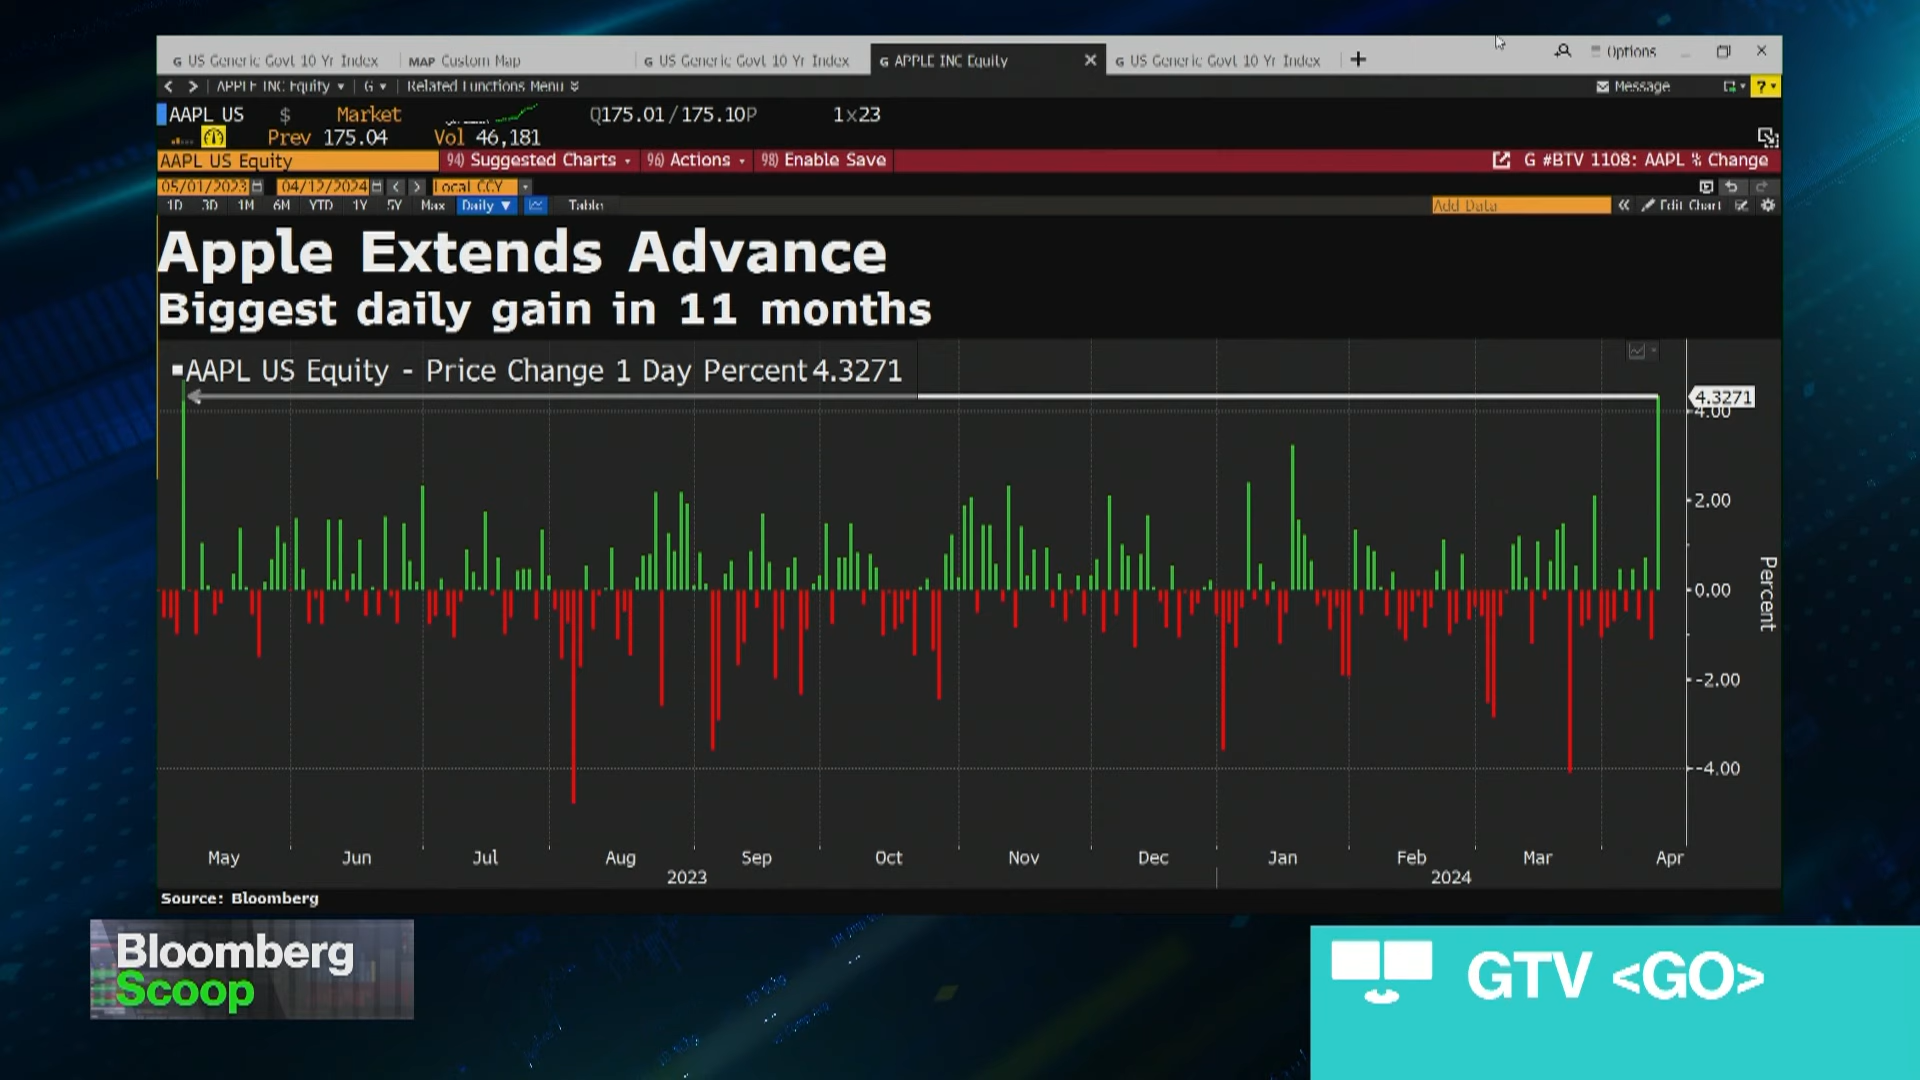 G US Generic Govt 10 Yr Index
MAP Custom Map
G US Generic Govt 10 Yr Index
G APPLE INC Equity
G US Generic Govt 10 Yr Index
Options
APPLE INC Equity
G
Related Functions Menu
Message
?
AAPL US $ Market Q175.01/175.10P 1x23
Prev 175.04 Vol 46,181
AAPL US Equity 94) Suggested Charts 96) Actions 98) Enable Save G #BTV 1108: AAPL % Change
05/01/2023 04/12/2024 Local CCY
1D 3D 1M 6M YTD 1Y 5Y Max Daily Table Add Data Edit Chart
Apple Extends Advance
Biggest daily gain in 11 months
AAPL US Equity - Price Change 1 Day Percent 4.3271
4.3271
4.00
2.00
0.00
-2.00
-4.00
Percent
May Jun Jul Aug Sep Oct Nov Dec Jan Feb Mar Apr
2023 2024
Source: Bloomberg
Bloomberg
Scoop
GTV <GO>